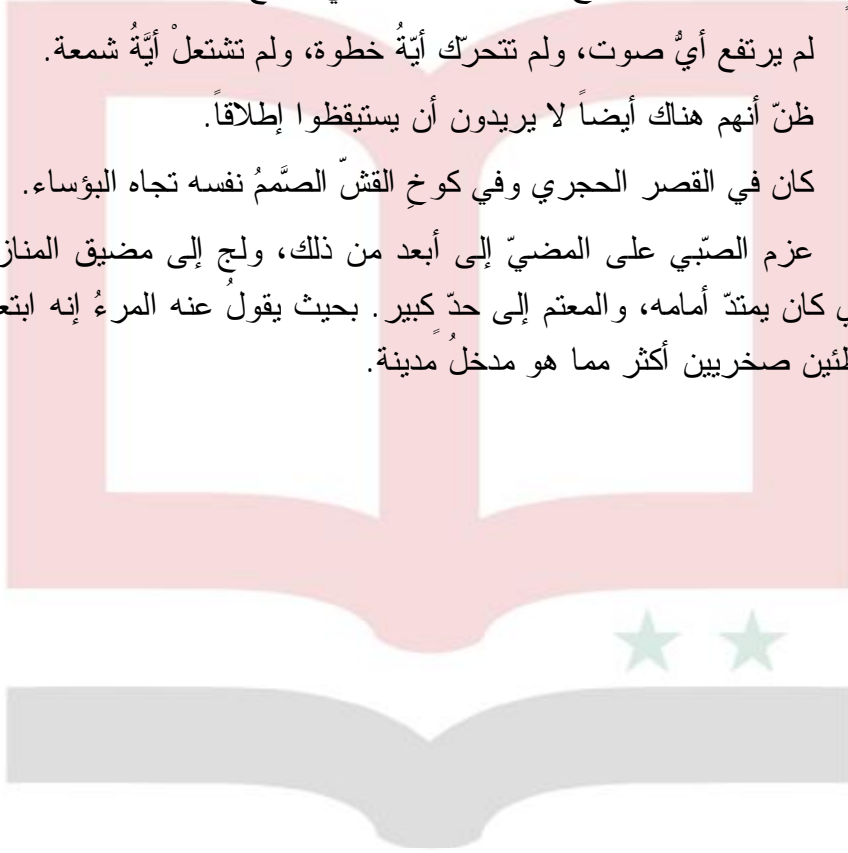 لم يرتفع أيُّ صوت، ولم تتحرّك أيّةُ خطوة، ولم تشتعلْ أيَّةُ شمعة.
ظنّ أنهم هناك أيضاً لا يريدون أن يستيقظوا إطلاقاً.
كان في القصر الحجري وفي كوخِ القشّ الصَّممُ نفسه تجاه البؤساء.
عزم الصّبي على المضيّ إلى أبعد من ذلك، ولج إلى مضيق
كان يمتدّ أمامه، والمعتم إلى حدّ كبير. بحيث يقولُ عنه المرءُ إنه
صخريين أكثر مما هو مدخلُ مدينة.